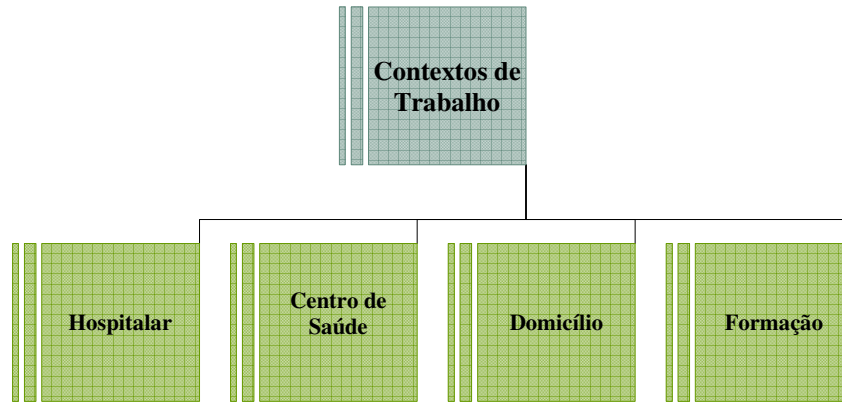 Contextos de
Trabalho
Hospitalar
Centro de
Saúde
Domicílio
Formação